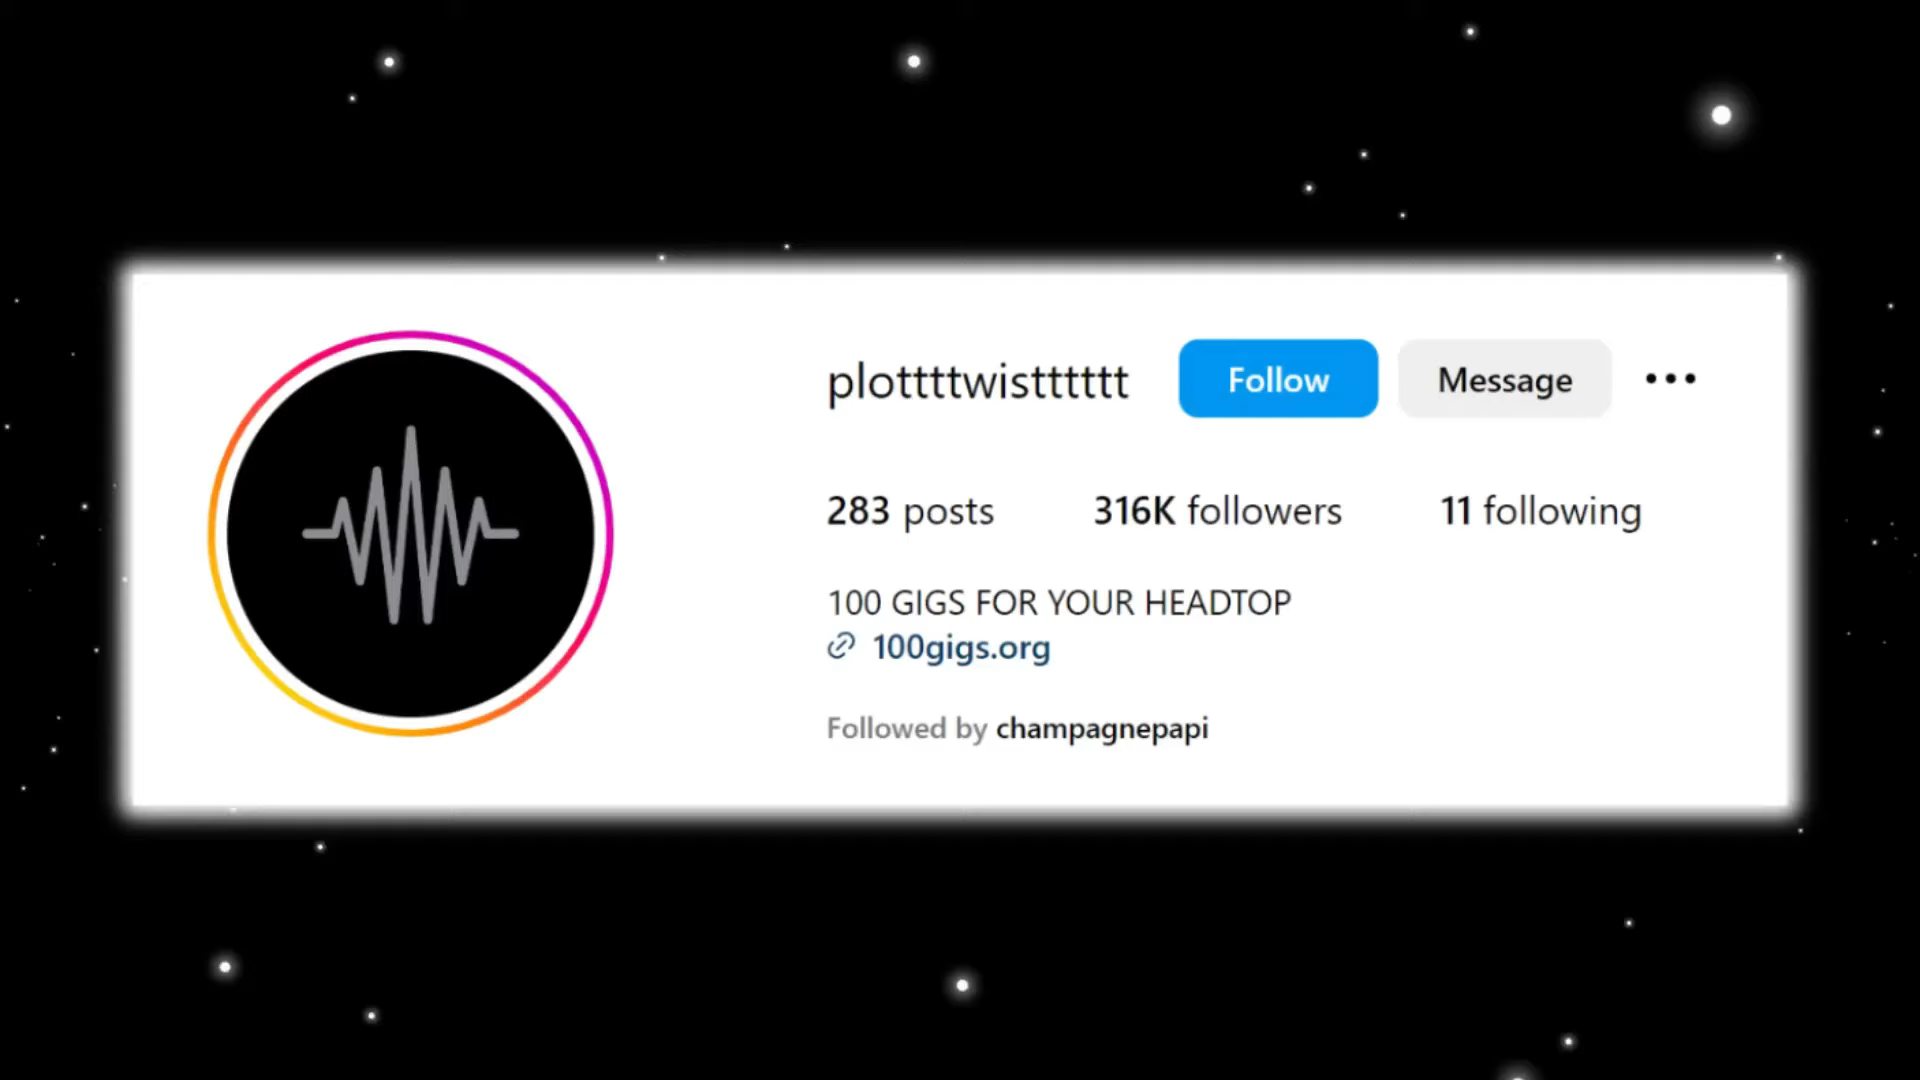 plottttwistttttt Follow Message
283 posts 316K followers 11 following
100 GIGS FOR YOUR HEADTOP
100gigs.org
Followed by champagnepapi